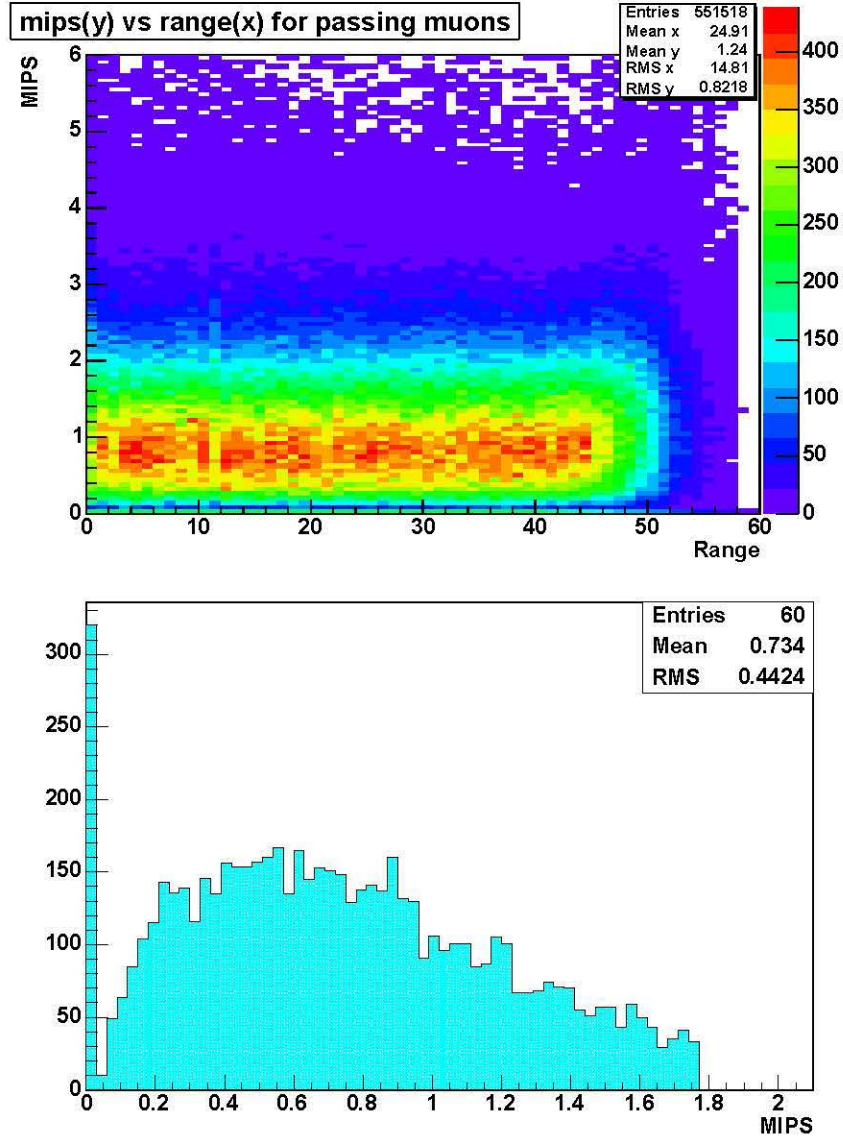 mips(y) vs range(x) for passing muons
Entries 551518
Mean x 24.91
Mean y 1.24
RMS x 14.81
RMS y 0.8218
MIPS
6
5
4
3
2
1
0
0 10 20 30 40 50 60
Range
400
350
300
250
200
150
100
50
0
Entries 60
Mean 0.734
RMS 0.4424
300
250
200
150
100
50
0
0 0.2 0.4 0.6 0.8 1 1.2 1.4 1.6 1.8 2
MIPS